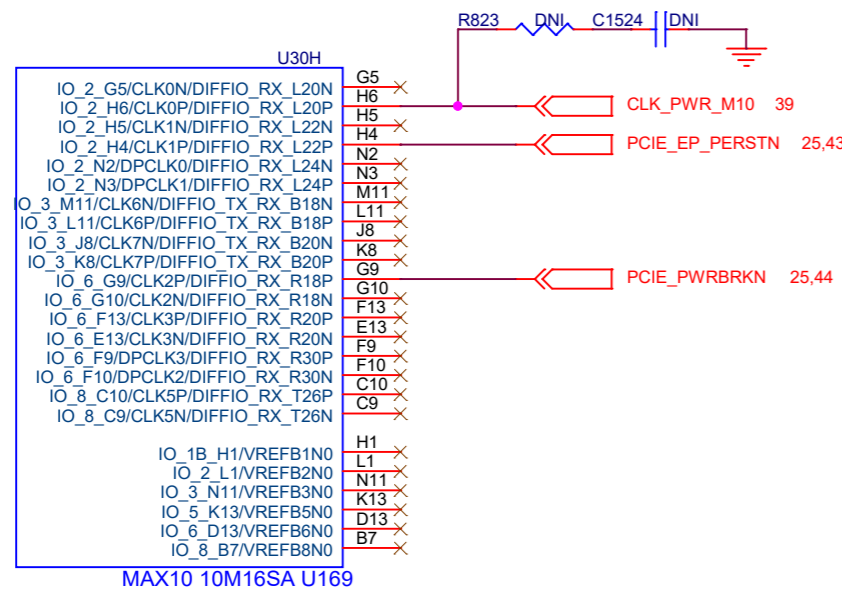 R823 DNI C1524 DNI
U30H
IO_2_G5/CLK0N/DIFFIO_RX_L20N G5
IO_2_H6/CLK0P/DIFFIO_RX_L20P H6 CLK_PWR_M10 39
IO_2_H5/CLK1N/DIFFIO_RX_L22N H5
IO_2_H4/CLK1P/DIFFIO_RX_L22P H4 PCIE_EP_PERSTN 25,43
IO_2_N2/DPCLK0/DIFFIO_RX_L24N N2
IO_2_N3/DPCLK1/DIFFIO_RX_L24P N3
IO_3_M11/CLK6N/DIFFIO_TX_RX_B18N M11
IO_3_L11/CLK6P/DIFFIO_TX_RX_B18P L11
IO_3_J8/CLK7N/DIFFIO_TX_RX_B20N J8
IO_3_K8/CLK7P/DIFFIO_TX_RX_B20P K8
IO_6_G9/CLK2P/DIFFIO_RX_R18P G9 PCIE_PWRBRKN 25,44
IO_6_G10/CLK2N/DIFFIO_RX_R18N G10
IO_6_F13/CLK3P/DIFFIO_RX_R20P F13
IO_6_E13/CLK3N/DIFFIO_RX_R20N E13
IO_6_F9/DPCLK3/DIFFIO_RX_R30P F9
IO_6_F10/DPCLK2/DIFFIO_RX_R30N F10
IO_8_C10/CLK5P/DIFFIO_RX_T26P C10
IO_8_C9/CLK5N/DIFFIO_RX_T26N C9
IO_1B_H1/VREFB1N0 H1
IO_2_L1/VREFB2N0 L1
IO_3_N11/VREFB3N0 N11
IO_5_K13/VREFB5N0 K13
IO_6_D13/VREFB6N0 D13
IO_8_B7/VREFB8N0 B7
MAX10 10M16SA U169